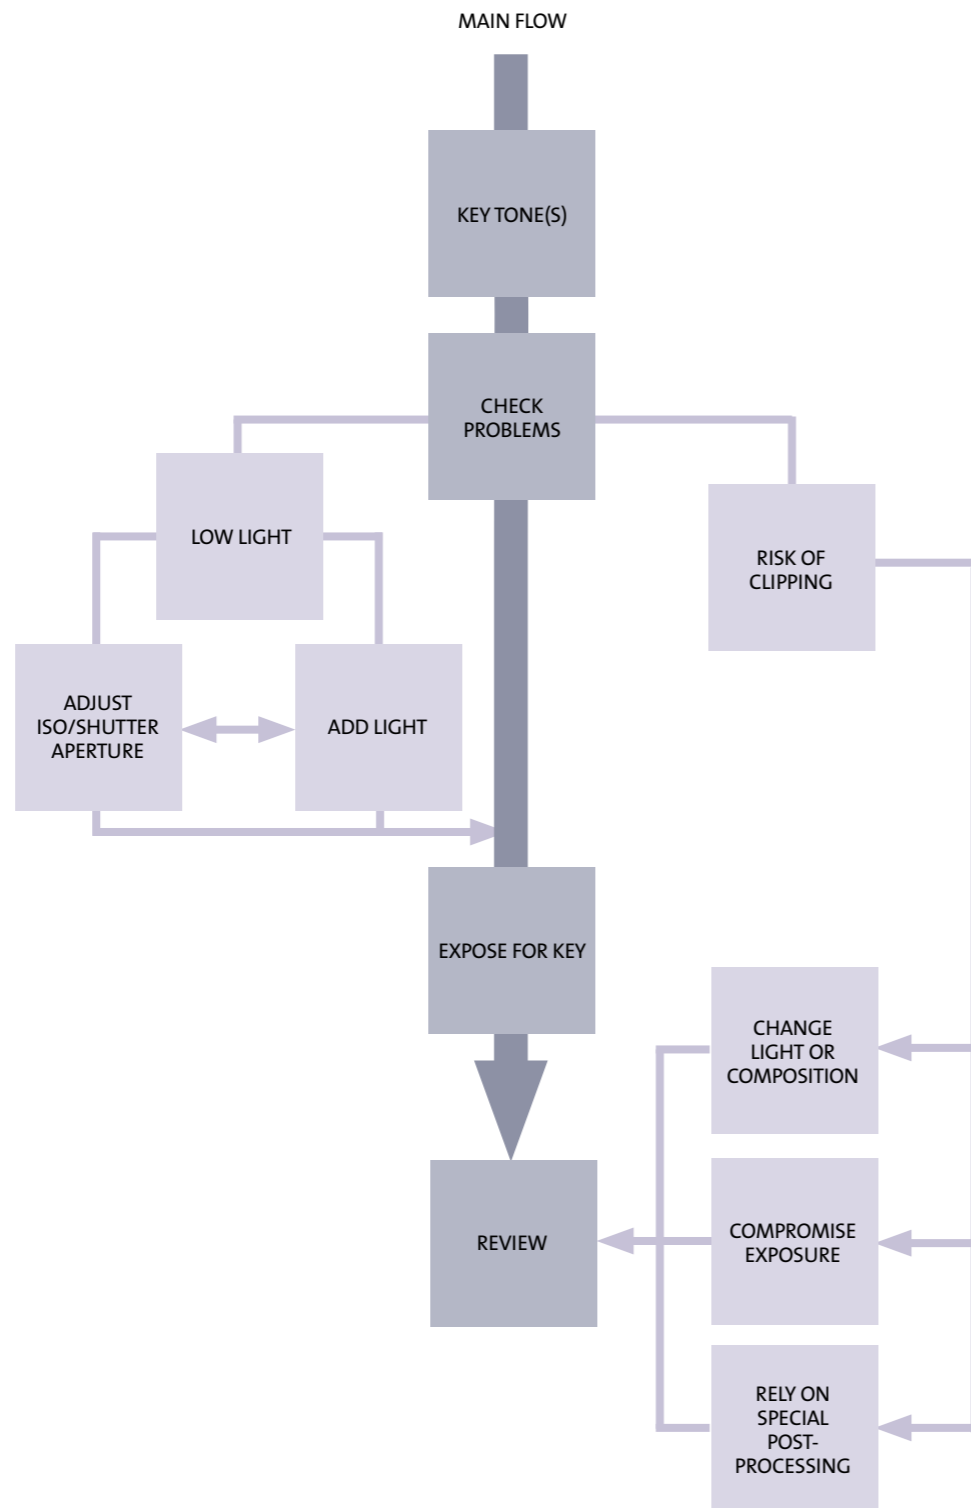 MAIN FLOW
KEY TONE(S)
CHECK
PROBLEMS
LOW LIGHT
RISK OF
CLIPPING
ADJUST
ISO/SHUTTER
APERTURE
ADD LIGHT
EXPOSE FOR KEY
CHANGE
LIGHT OR
COMPOSITION
REVIEW
COMPROMISE
EXPOSURE
RELY ON
SPECIAL
POST-
PROCESSING